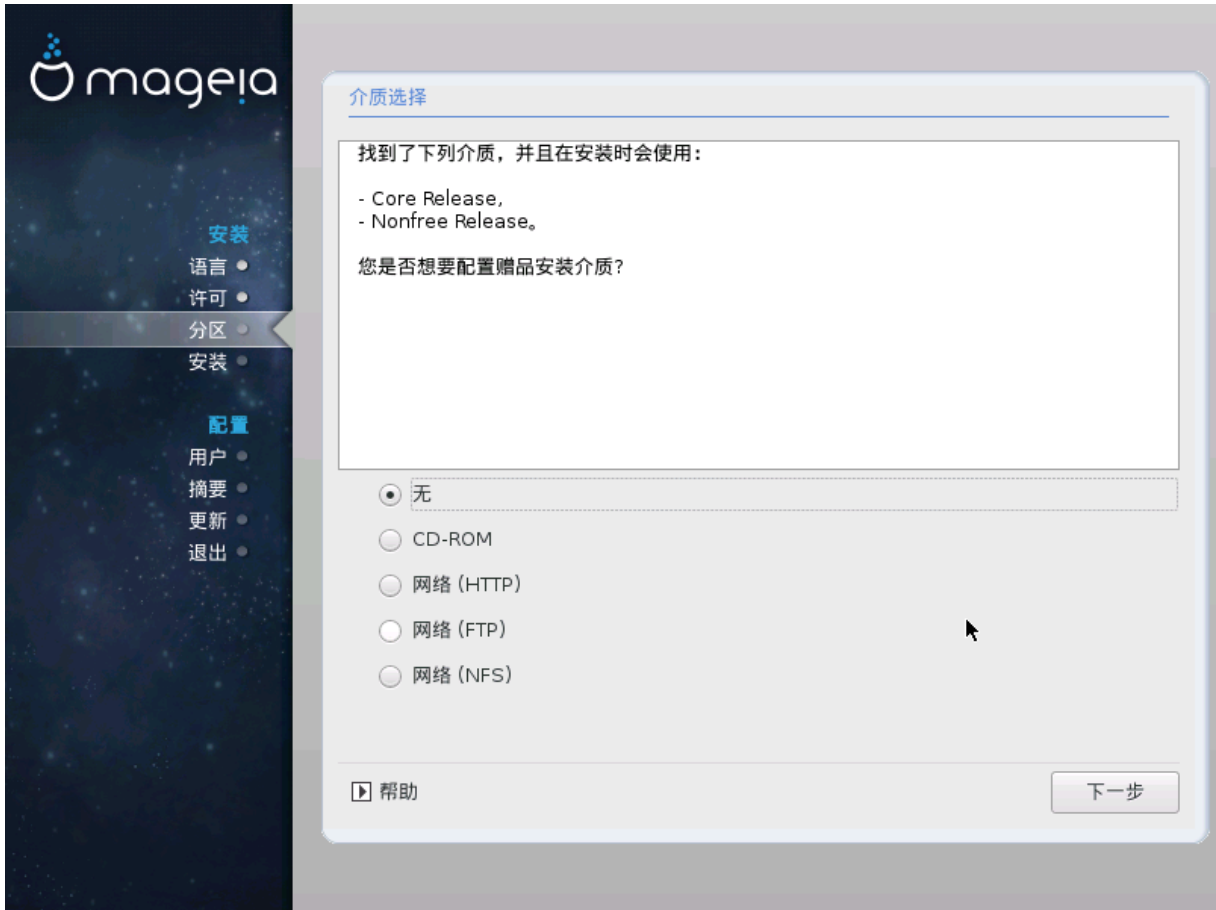 mageia
安装
语言
许可
分区
安装
配置
用户
摘要
更新
退出
介质选择
找到了下列介质，并且在安装时会使用：
- Core Release,
- Nonfree Release。
您是否想要配置赠品安装介质？
无
CD-ROM
网络 (HTTP)
网络 (FTP)
网络 (NFS)
帮助
下一步